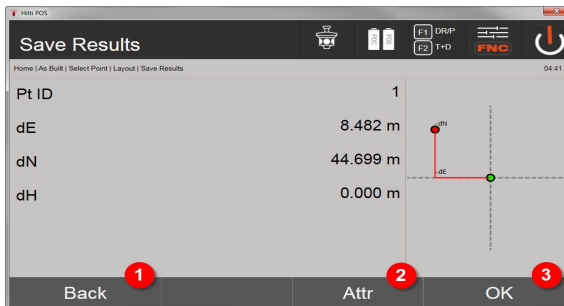 Hilti POS
Save Results
POC
POS
F1 DR/P
F2 T+D
FNC
Home | As Built | Select Point | Layout | Save Results
04:41
Pt ID 1
dE 8.482 m
dN 44.699 m
dH 0.000 m
-dN
-dE
1
2
3
Back
Attr
OK